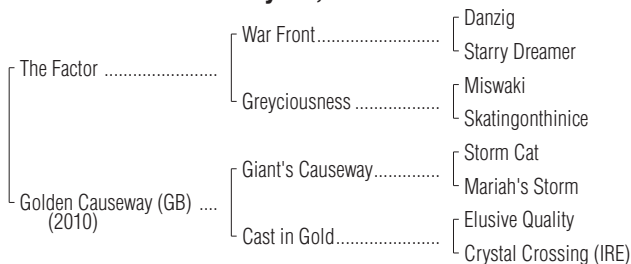 The Factor ........................
War Front..............................
Danzig
Starry Dreamer
Greyciousness ....................
Miswaki
Skatingonthinice
Golden Causeway (GB) ....
(2010)
Giant's Causeway...............
Storm Cat
Mariah's Storm
Cast in Gold.........................
Elusive Quality
Crystal Crossing (IRE)